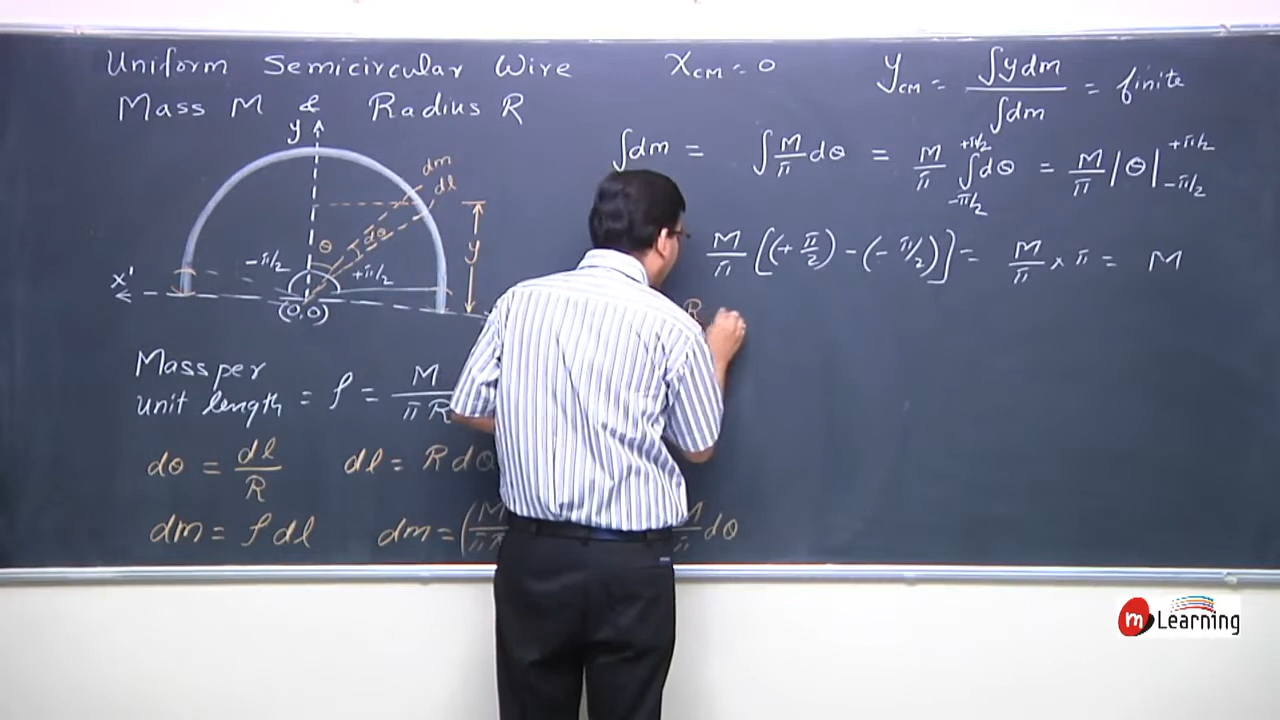 Uniform Semicircular Wire
Mass M & Radius R
X_CM = 0
Y_CM = ∫y dm / ∫dm = finite
∫dm = ∫ M/π dθ = M/π ∫_{-π/2}^{+π/2} dθ = M/π |θ|_{-π/2}^{+π/2}
M/π [(+π/2) - (-π/2)] = M/π × π = M
R
y
dm
dl
θ
dθ
y
-π/2
+π/2
x'
(0,0)
Mass per
unit length = ρ = M/πR
dθ = dl/R
dl = R dθ
dm = ρ dl
dm = (M/πR
M/π dθ
m Learning